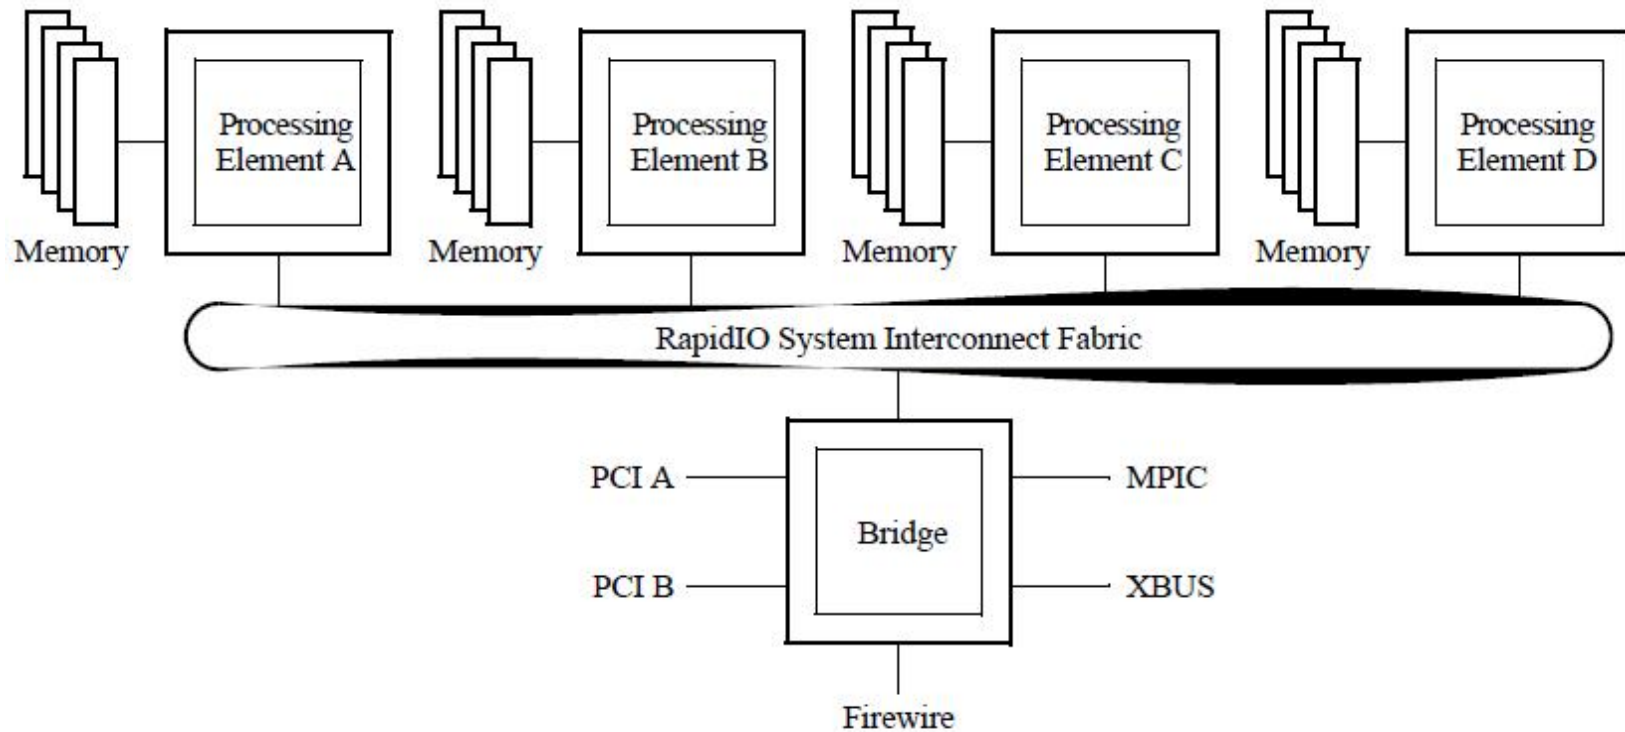 Processing
Element A
Processing
Element B
Processing
Element C
Processing
Element D
Memory
Memory
Memory
Memory
RapidIO System Interconnect Fabric
PCI A
MPIC
Bridge
PCI B
XBUS
Firewire